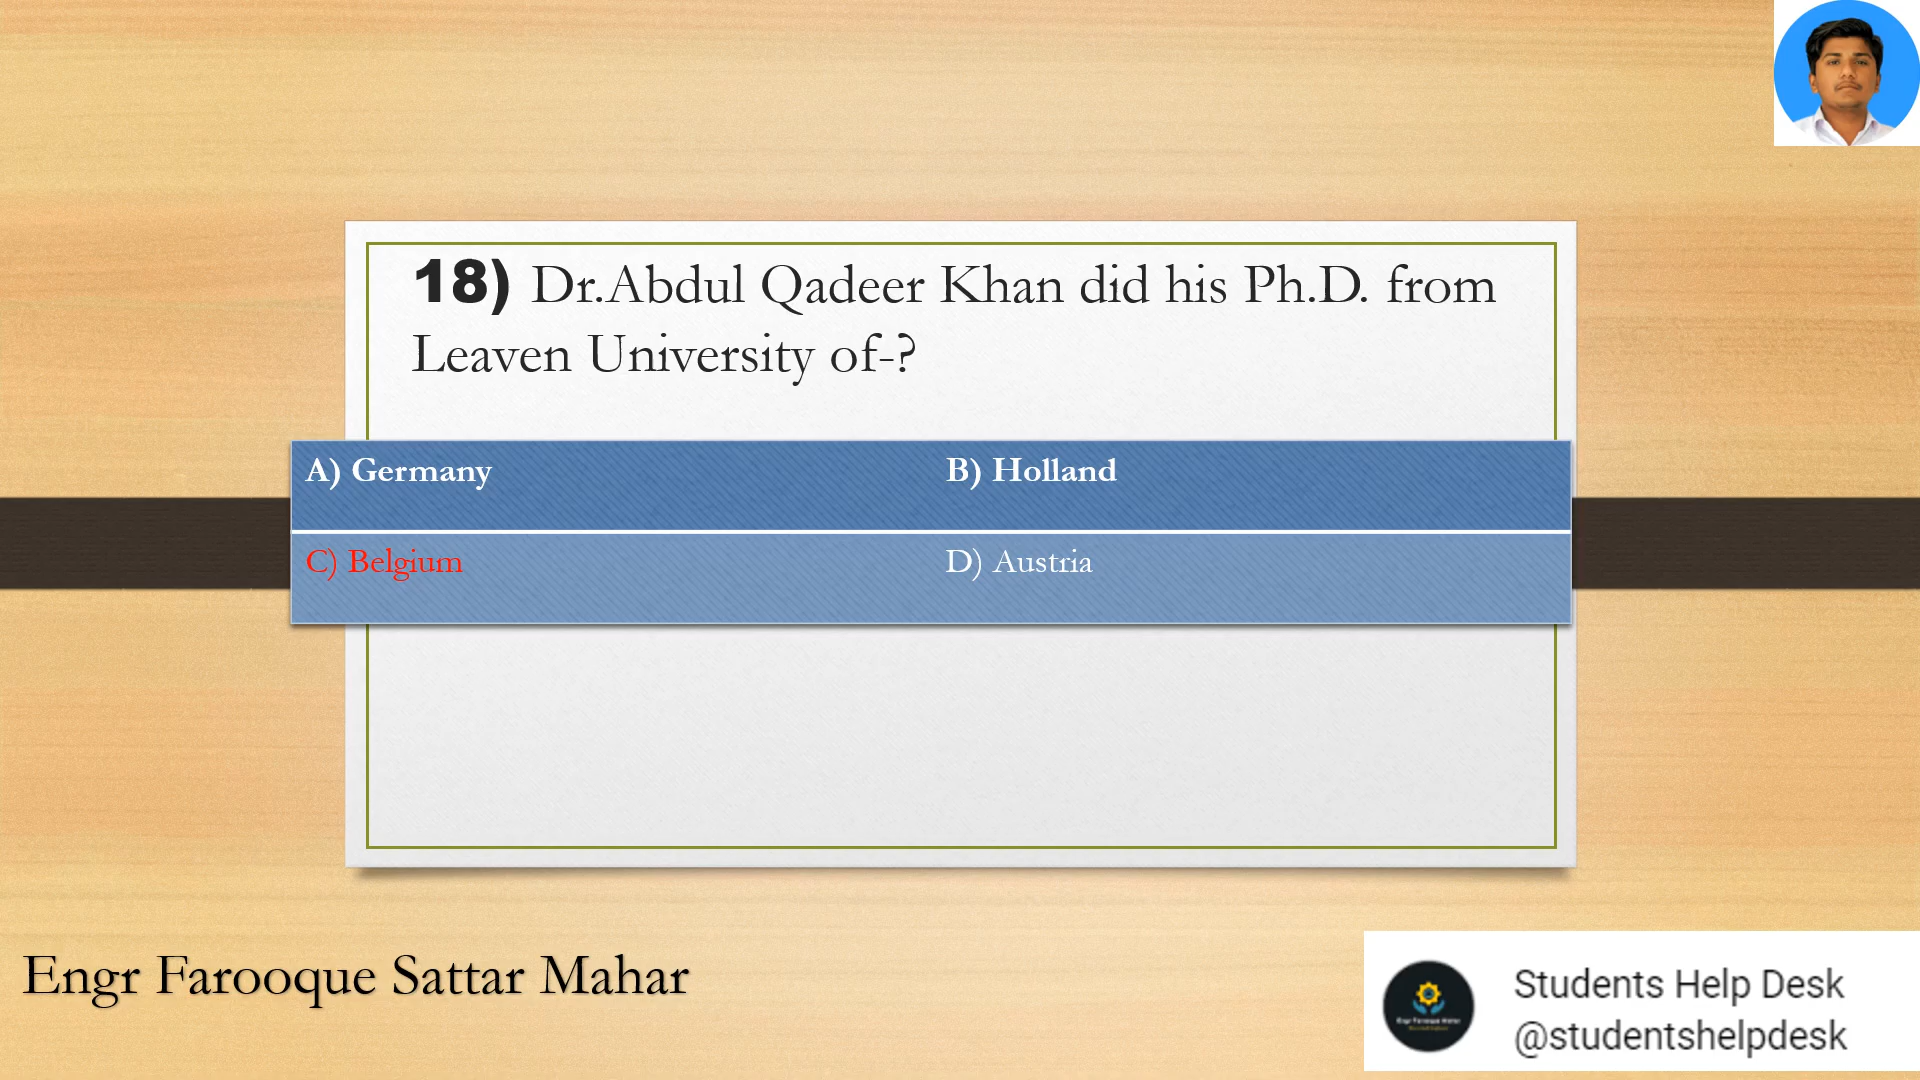 18) Dr.Abdul Qadeer Khan did his Ph.D. from
Leaven University of-?
A) Germany
B) Holland
C) Belgium
D) Austria
Engr Farooque Sattar Mahar
Students Help Desk
@studentshelpdesk